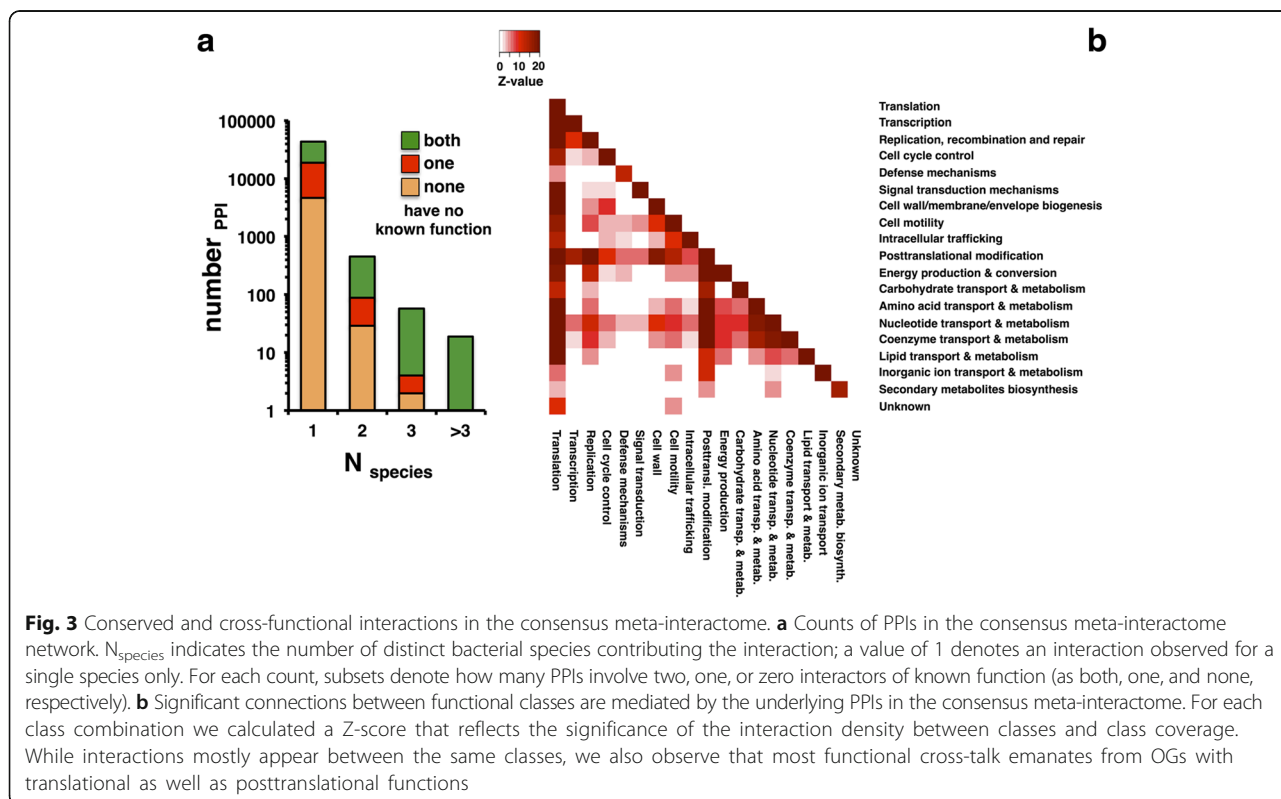 a
b
0 10 20
Z-value
100000
10000
1000
100
10
1
number PPI
both
one
none
have no
known function
1 2 3 >3
N species
Translation
Transcription
Replication, recombination and repair
Cell cycle control
Defense mechanisms
Signal transduction mechanisms
Cell wall/membrane/envelope biogenesis
Cell motility
Intracellular trafficking
Posttranslational modification
Energy production & conversion
Carbohydrate transport & metabolism
Amino acid transport & metabolism
Nucleotide transport & metabolism
Coenzyme transport & metabolism
Lipid transport & metabolism
Inorganic ion transport & metabolism
Secondary metabolites biosynthesis
Unknown
Translation
Transcription
Replication
Cell cycle control
Defense mechanisms
Signal transduction
Cell wall
Cell motility
Intracellular trafficking
Posttransl. modification
Energy production
Carbohydrate transp. & metab.
Amino acid transp. & metab.
Nucleotide transp. & metab.
Coenzyme transp. & metab.
Lipid transport & metab.
Inorganic ion transport
Secondary metab. biosynth.
Unknown
Fig. 3 Conserved and cross-functional interactions in the consensus meta-interactome. a Counts of PPIs in the consensus meta-interactome
network. Nspecies indicates the number of distinct bacterial species contributing the interaction; a value of 1 denotes an interaction observed for a
single species only. For each count, subsets denote how many PPIs involve two, one, or zero interactors of known function (as both, one, and none,
respectively). b Significant connections between functional classes are mediated by the underlying PPIs in the consensus meta-interactome. For each
class combination we calculated a Z-score that reflects the significance of the interaction density between classes and class coverage.
While interactions mostly appear between the same classes, we also observe that most functional cross-talk emanates from OGs with
translational as well as posttranslational functions